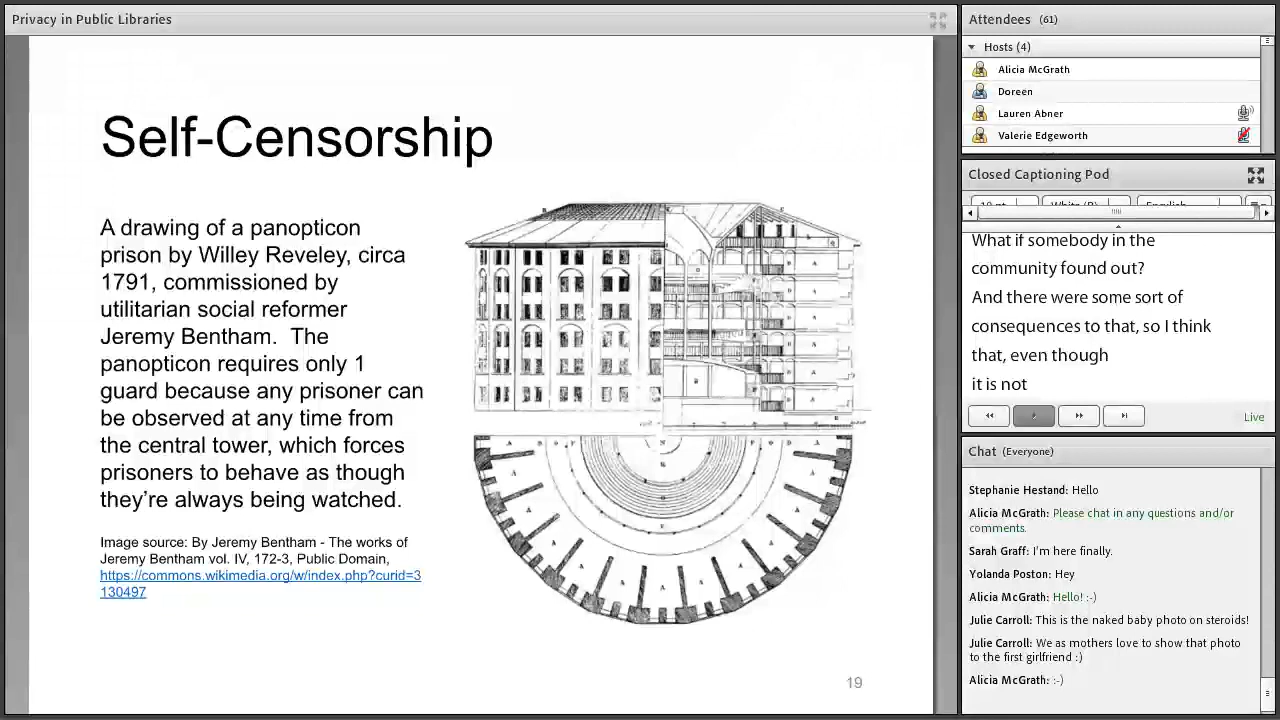 Privacy in Public Libraries
Self-Censorship
A drawing of a panopticon
prison by Willey Reveley, circa
1791, commissioned by
utilitarian social reformer
Jeremy Bentham.  The
panopticon requires only 1
guard because any prisoner can
be observed at any time from
the central tower, which forces
prisoners to behave as though
they're always being watched.
Image source: By Jeremy Bentham - The works of
Jeremy Bentham vol. IV, 172-3, Public Domain,
https://commons.wikimedia.org/w/index.php?curid=3
130497
19
Attendees (61)
Hosts (4)
Alicia McGrath
Doreen
Lauren Abner
Valerie Edgeworth
Closed Captioning Pod
What if somebody in the
community found out?
And there were some sort of
consequences to that, so I think
that, even though
it is not
Live
Chat (Everyone)
Stephanie Hestand: Hello
Alicia McGrath: Please chat in any questions and/or
comments.
Sarah Graff: I'm here finally.
Yolanda Poston: Hey
Alicia McGrath: Hello! :-)
Julie Carroll: This is the naked baby photo on steroids!
Julie Carroll: We as mothers love to show that photo
to the first girlfriend :)
Alicia McGrath: :-)